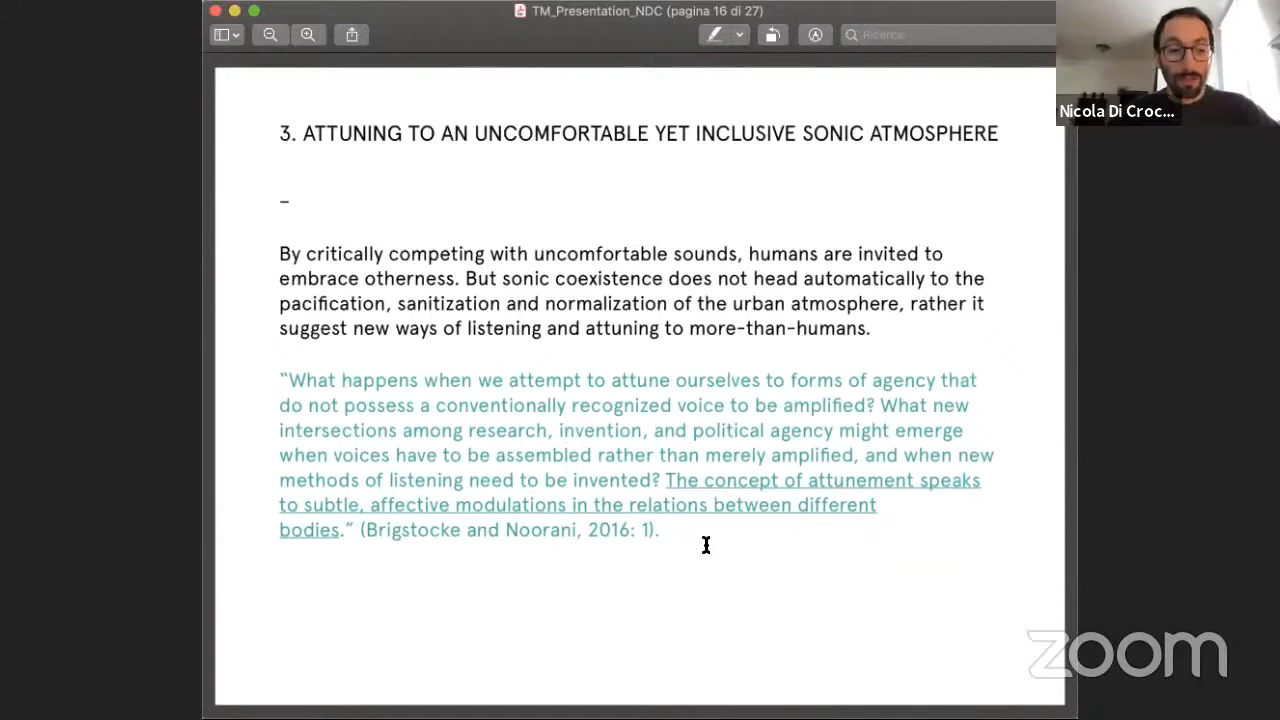 TM_Presentation_NDC (pagina 16 di 27)
Ricerca
Nicola Di Croc...
3. ATTUNING TO AN UNCOMFORTABLE YET INCLUSIVE SONIC ATMOSPHERE
–
By critically competing with uncomfortable sounds, humans are invited to
embrace otherness. But sonic coexistence does not head automatically to the
pacification, sanitization and normalization of the urban atmosphere, rather it
suggest new ways of listening and attuning to more-than-humans.
“What happens when we attempt to attune ourselves to forms of agency that
do not possess a conventionally recognized voice to be amplified? What new
intersections among research, invention, and political agency might emerge
when voices have to be assembled rather than merely amplified, and when new
methods of listening need to be invented? The concept of attunement speaks
to subtle, affective modulations in the relations between different
bodies.” (Brigstocke and Noorani, 2016: 1).
zoom